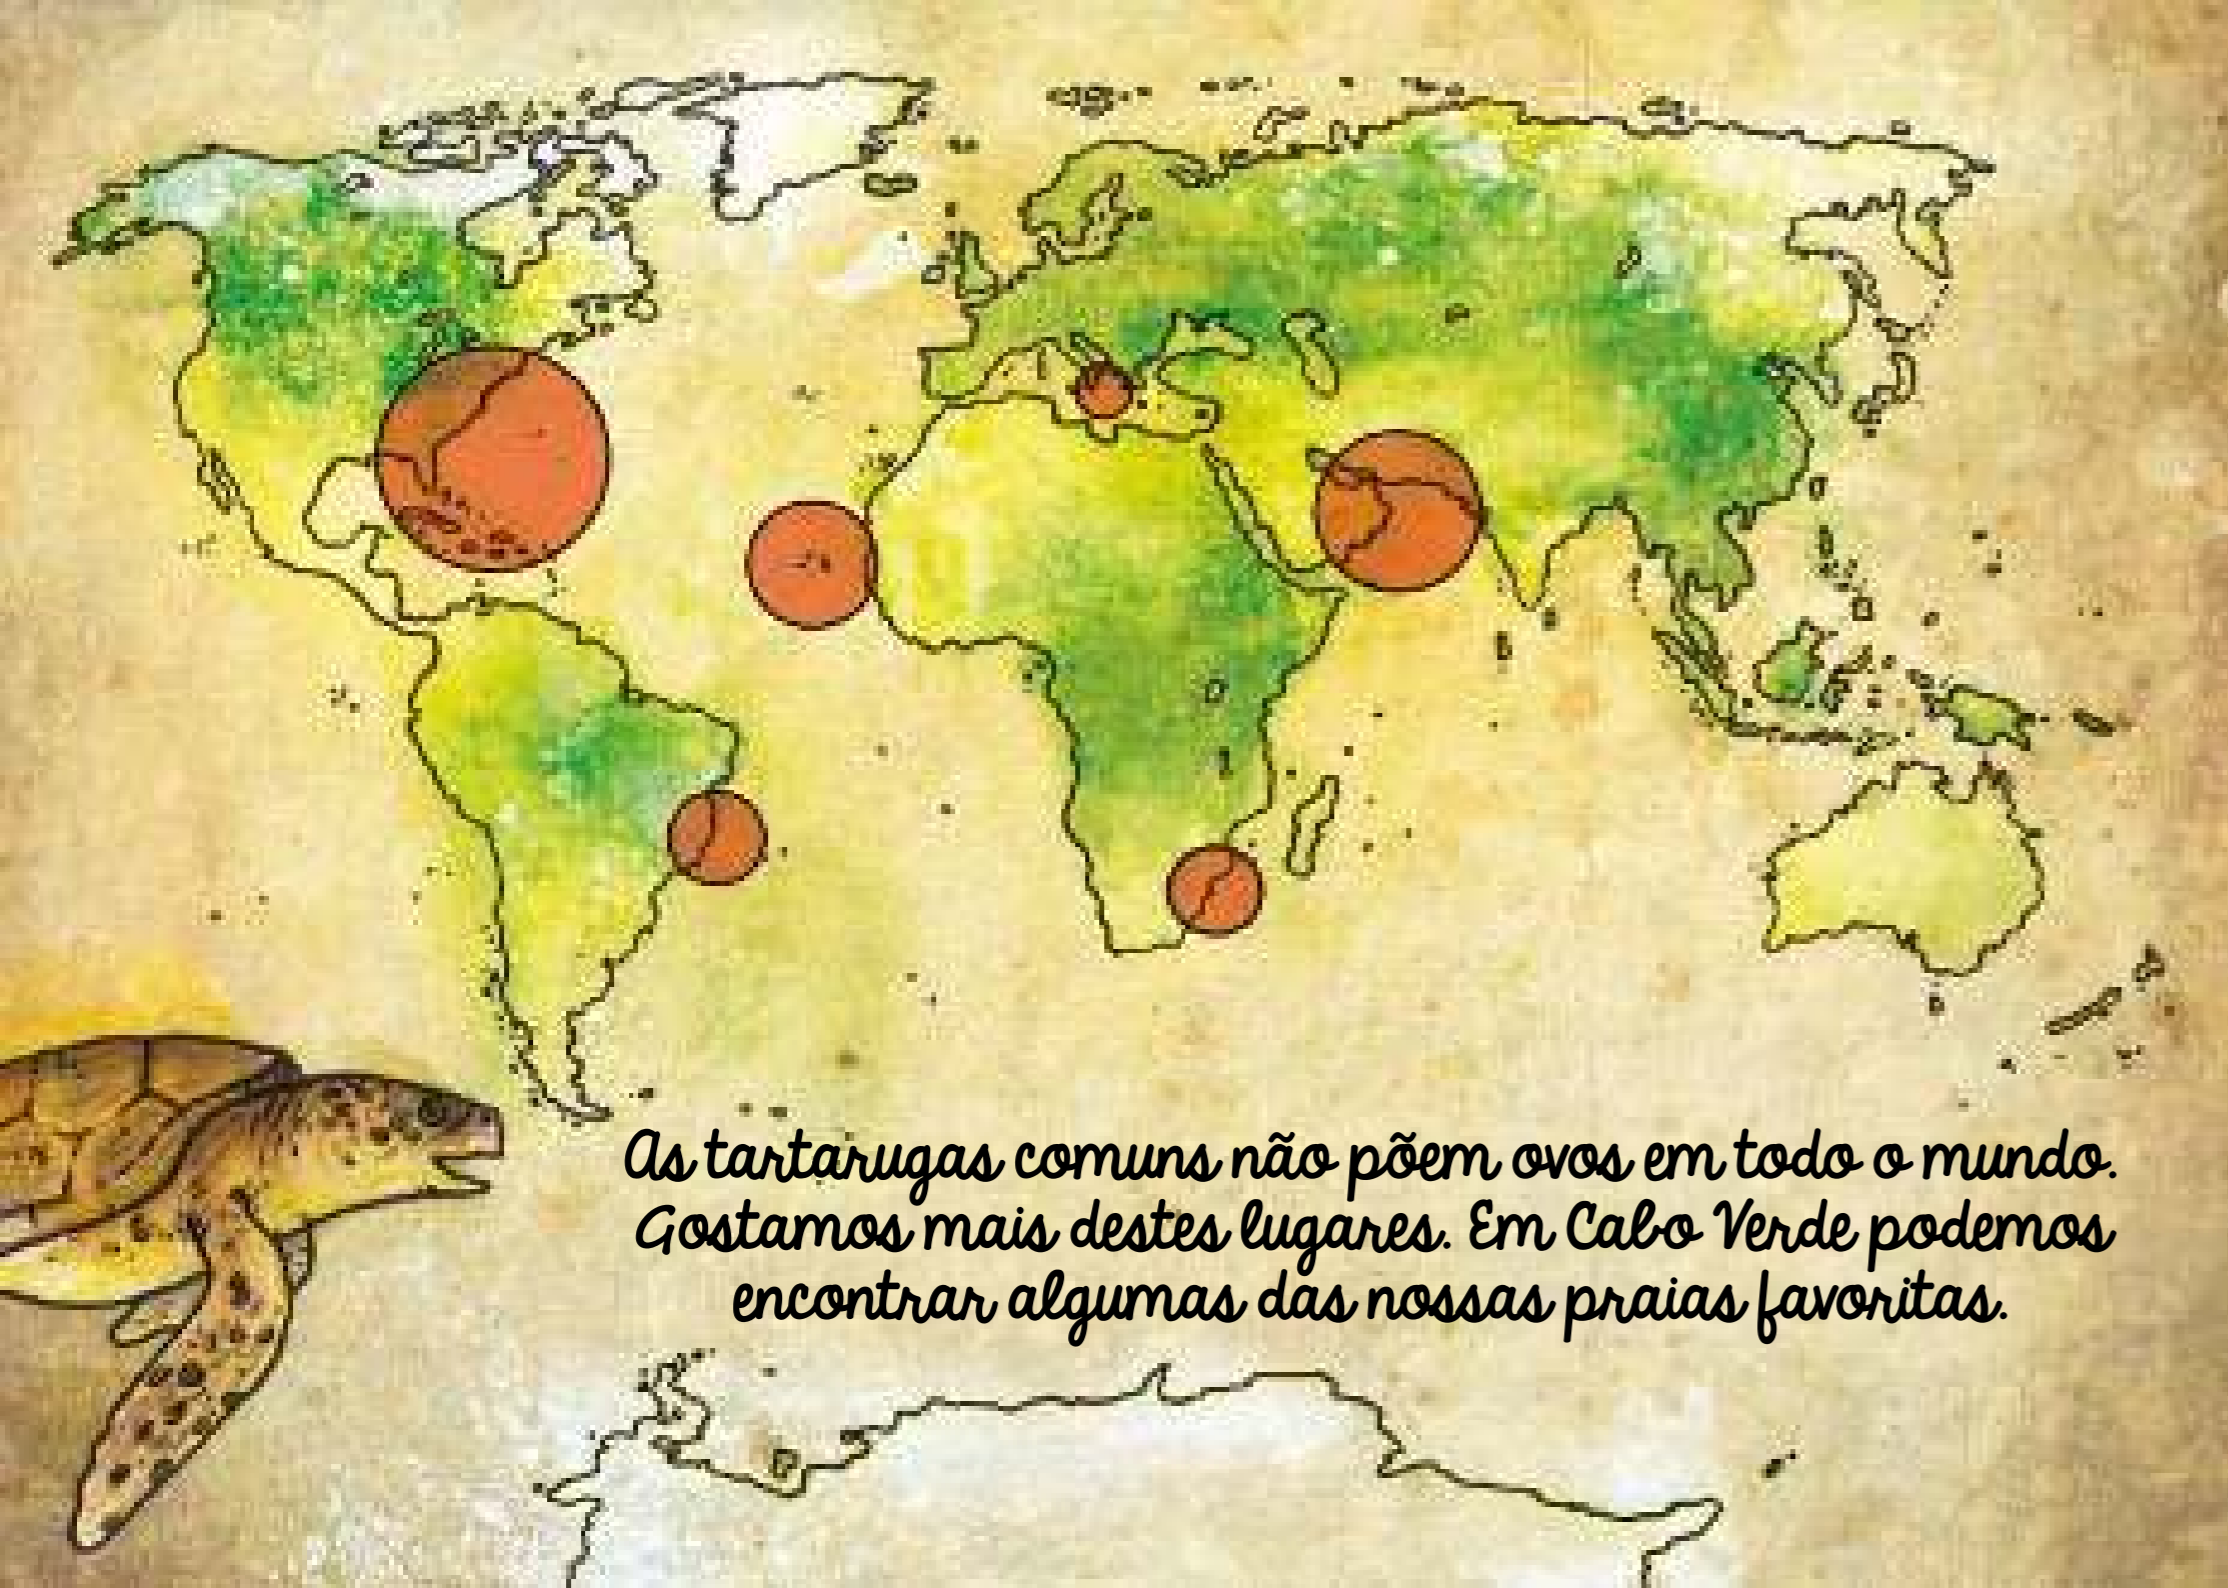 As tartarugas comuns não põem ovos em todo o mundo.
Gostamos mais destes lugares. Em Cabo Verde podemos
encontrar algumas das nossas praias favoritas.